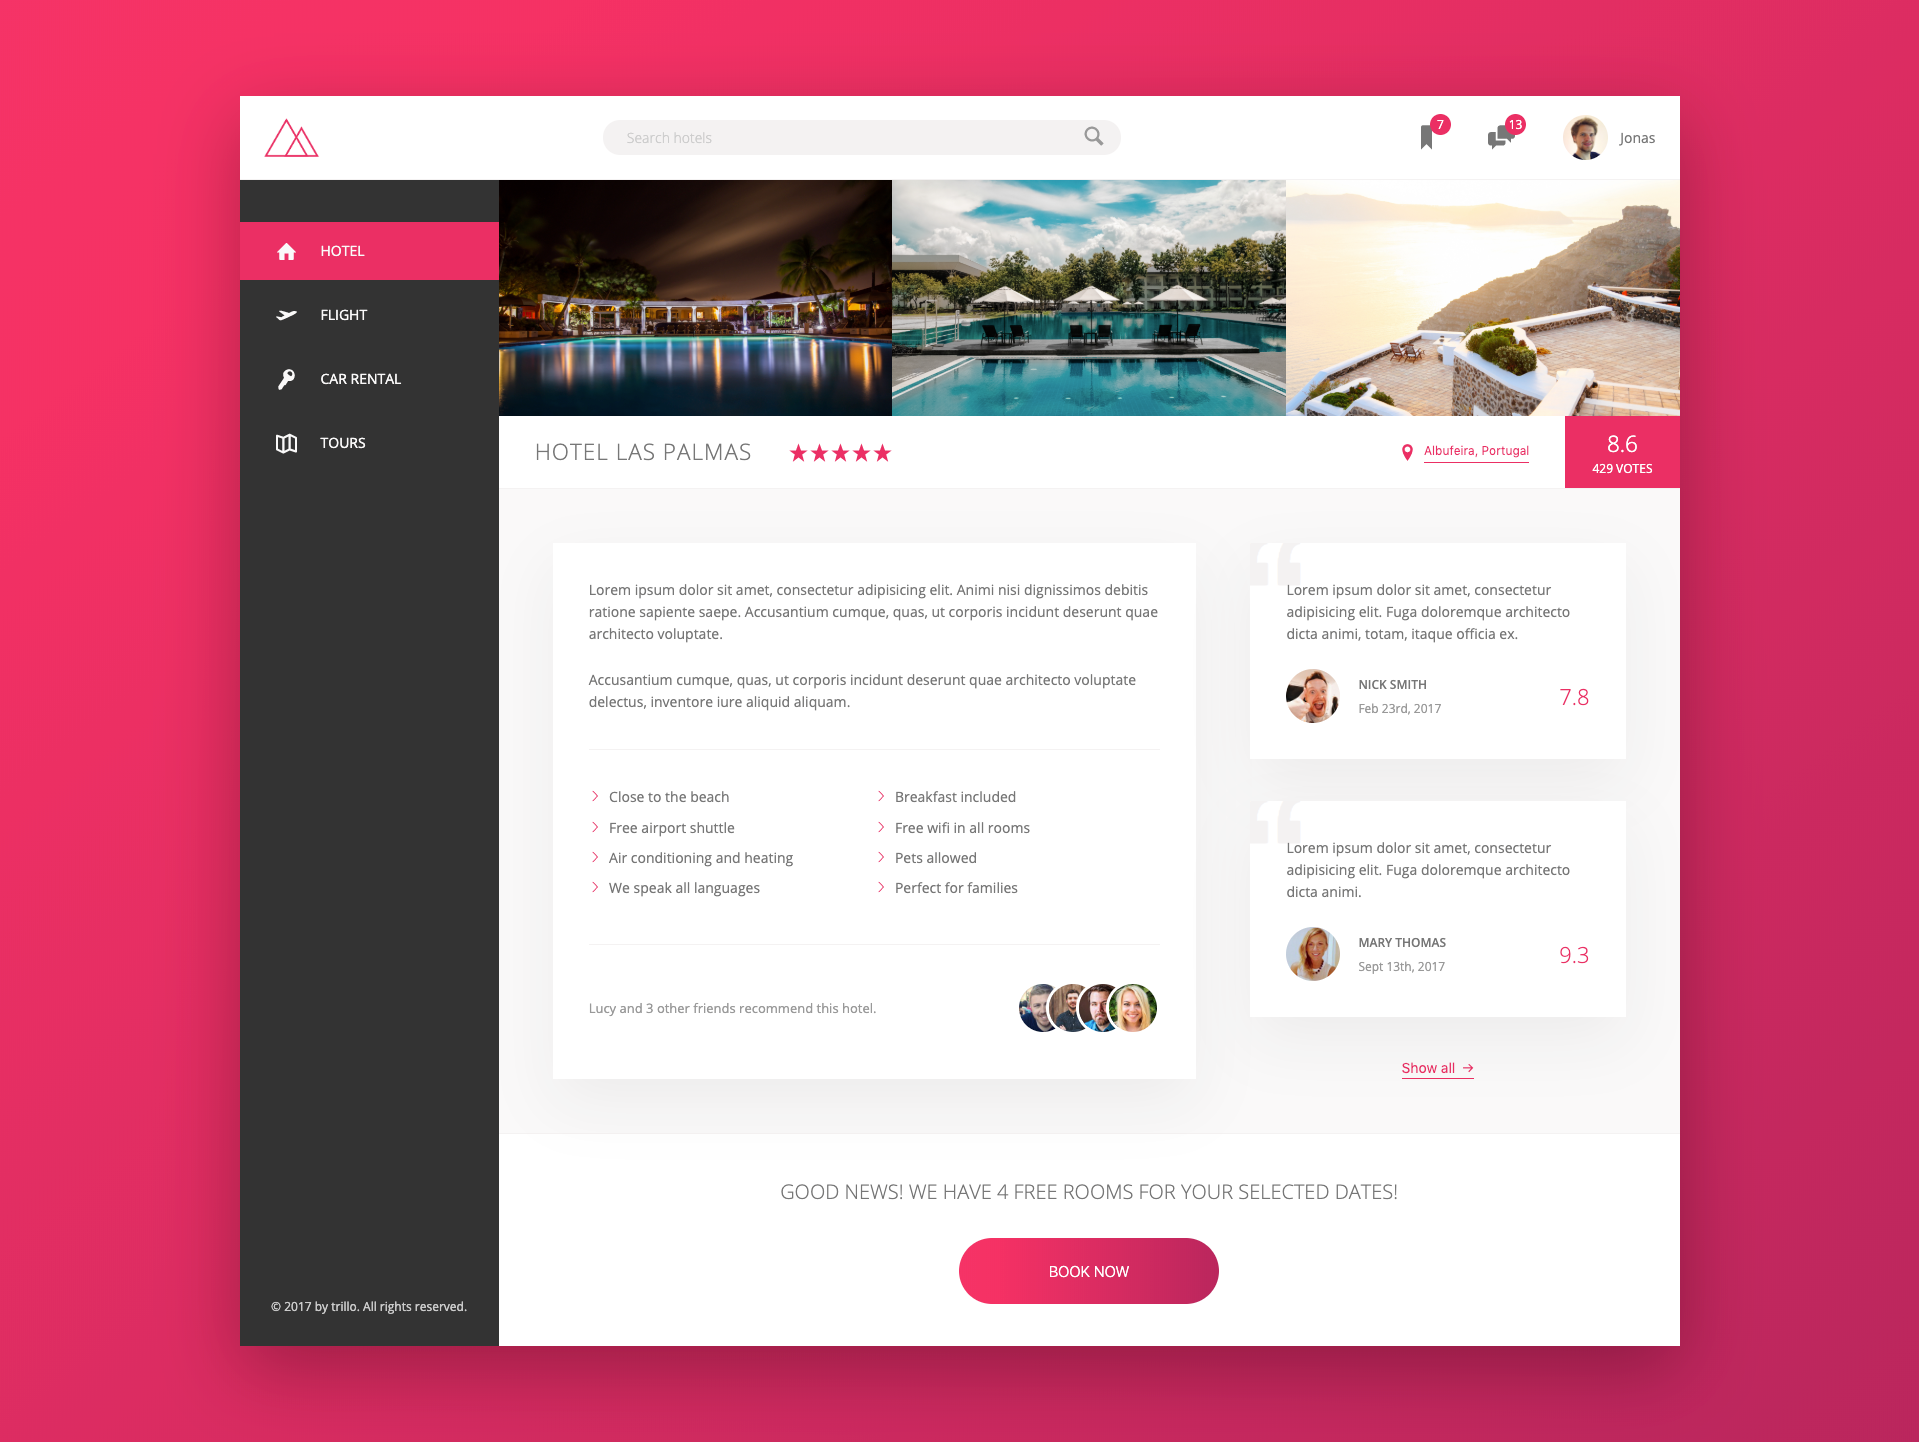 Search hotels
7
13
Jonas
HOTEL
FLIGHT
CAR RENTAL
TOURS
© 2017 by trillo. All rights reserved.
HOTEL LAS PALMAS
Albufeira, Portugal
8.6
429 VOTES
Lorem ipsum dolor sit amet, consectetur adipisicing elit. Animi nisi dignissimos debitis
ratione sapiente saepe. Accusantium cumque, quas, ut corporis incidunt deserunt quae
architecto voluptate.
Accusantium cumque, quas, ut corporis incidunt deserunt quae architecto voluptate
delectus, inventore iure aliquid aliquam.
Close to the beach
Breakfast included
Free airport shuttle
Free wifi in all rooms
Air conditioning and heating
Pets allowed
We speak all languages
Perfect for families
Lucy and 3 other friends recommend this hotel.
Lorem ipsum dolor sit amet, consectetur
adipisicing elit. Fuga doloremque architecto
dicta animi, totam, itaque officia ex.
NICK SMITH
Feb 23rd, 2017
7.8
Lorem ipsum dolor sit amet, consectetur
adipisicing elit. Fuga doloremque architecto
dicta animi.
MARY THOMAS
Sept 13th, 2017
9.3
Show all →
GOOD NEWS! WE HAVE 4 FREE ROOMS FOR YOUR SELECTED DATES!
BOOK NOW